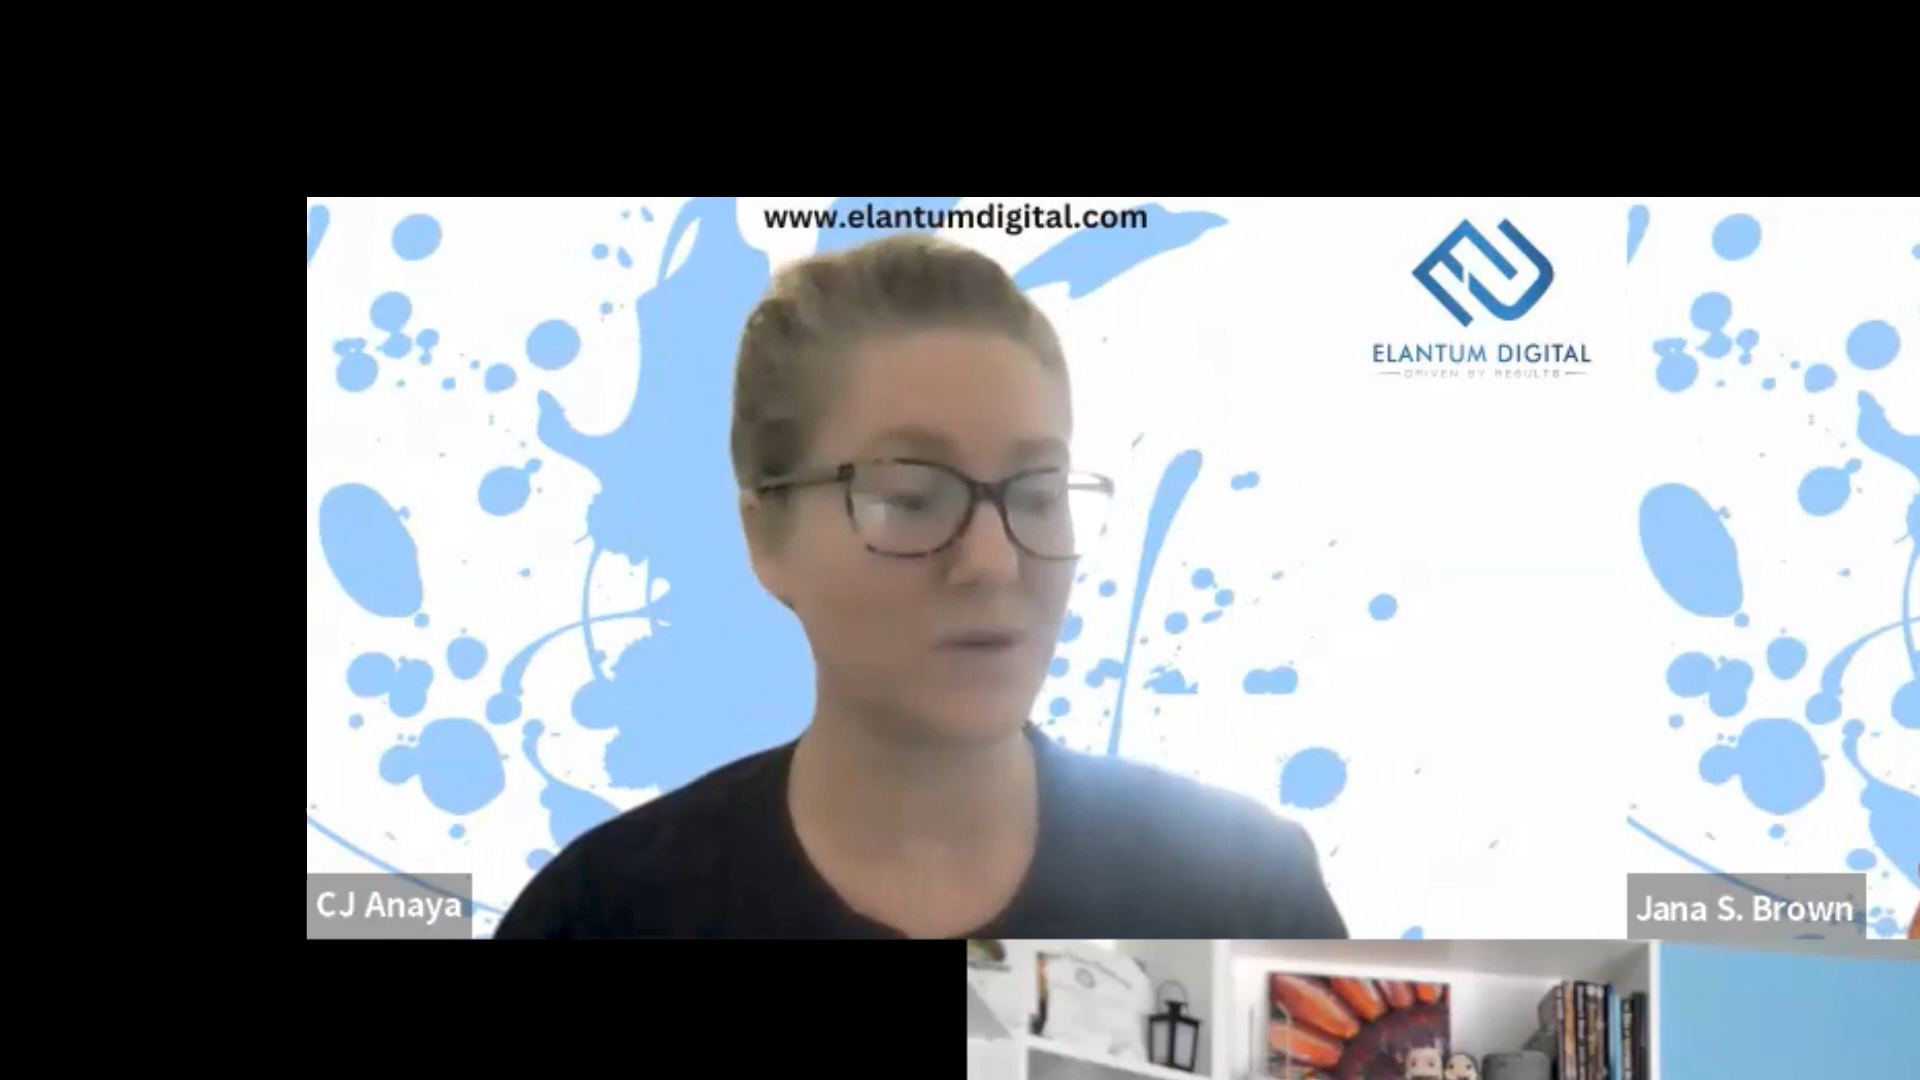 www.elantumdigital.com
ELANTUM DIGITAL
DRIVEN BY RESULTS
CJ Anaya
Jana S. Brown